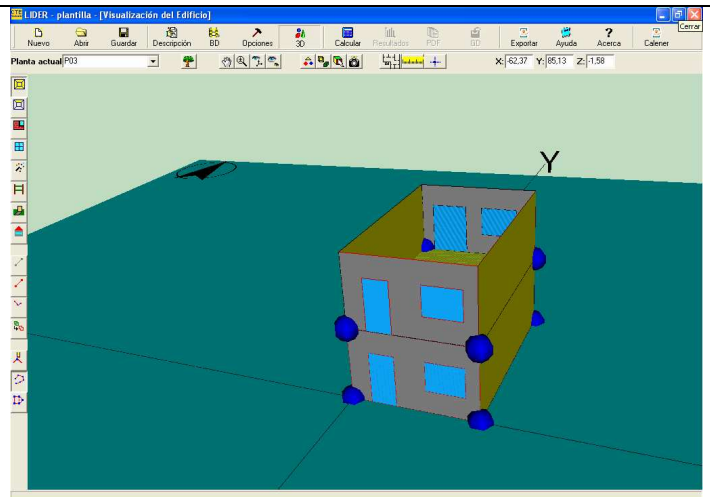 LIDER - plantilla - [Visualización del Edificio]
Cerrar
Nuevo Abrir Guardar Descripción BD Opciones 3D Calcular Resultados PDF GD Exportar Ayuda Acerca Calener
Planta actual P03 X: -62,37 Y: 85,13 Z: -1,58
Y